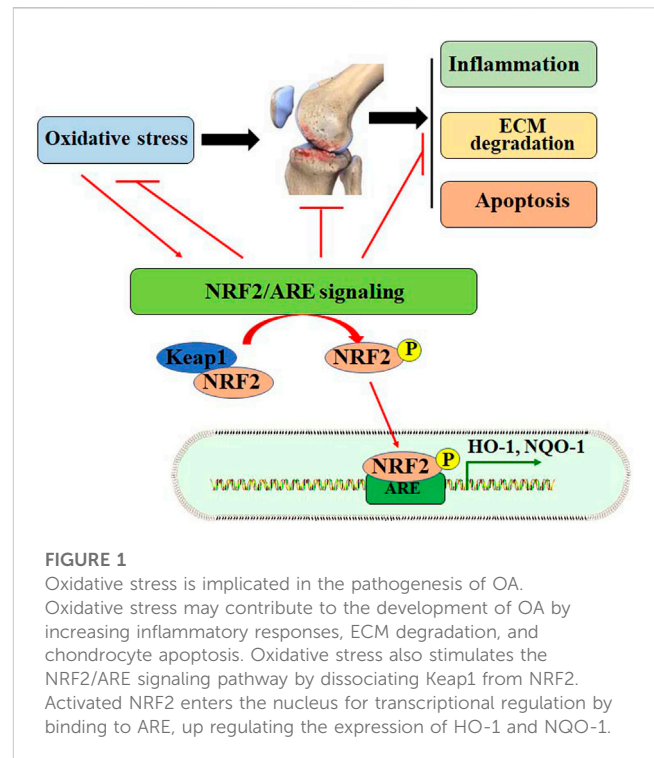 Inflammation
Oxidative stress
ECM
degradation
Apoptosis
NRF2/ARE signaling
Keap1
NRF2
NRF2
P
NRF2
P
HO-1, NQO-1
ARE
FIGURE 1
Oxidative stress is implicated in the pathogenesis of OA.
Oxidative stress may contribute to the development of OA by
increasing inflammatory responses, ECM degradation, and
chondrocyte apoptosis. Oxidative stress also stimulates the
NRF2/ARE signaling pathway by dissociating Keap1 from NRF2.
Activated NRF2 enters the nucleus for transcriptional regulation by
binding to ARE, up regulating the expression of HO-1 and NQO-1.